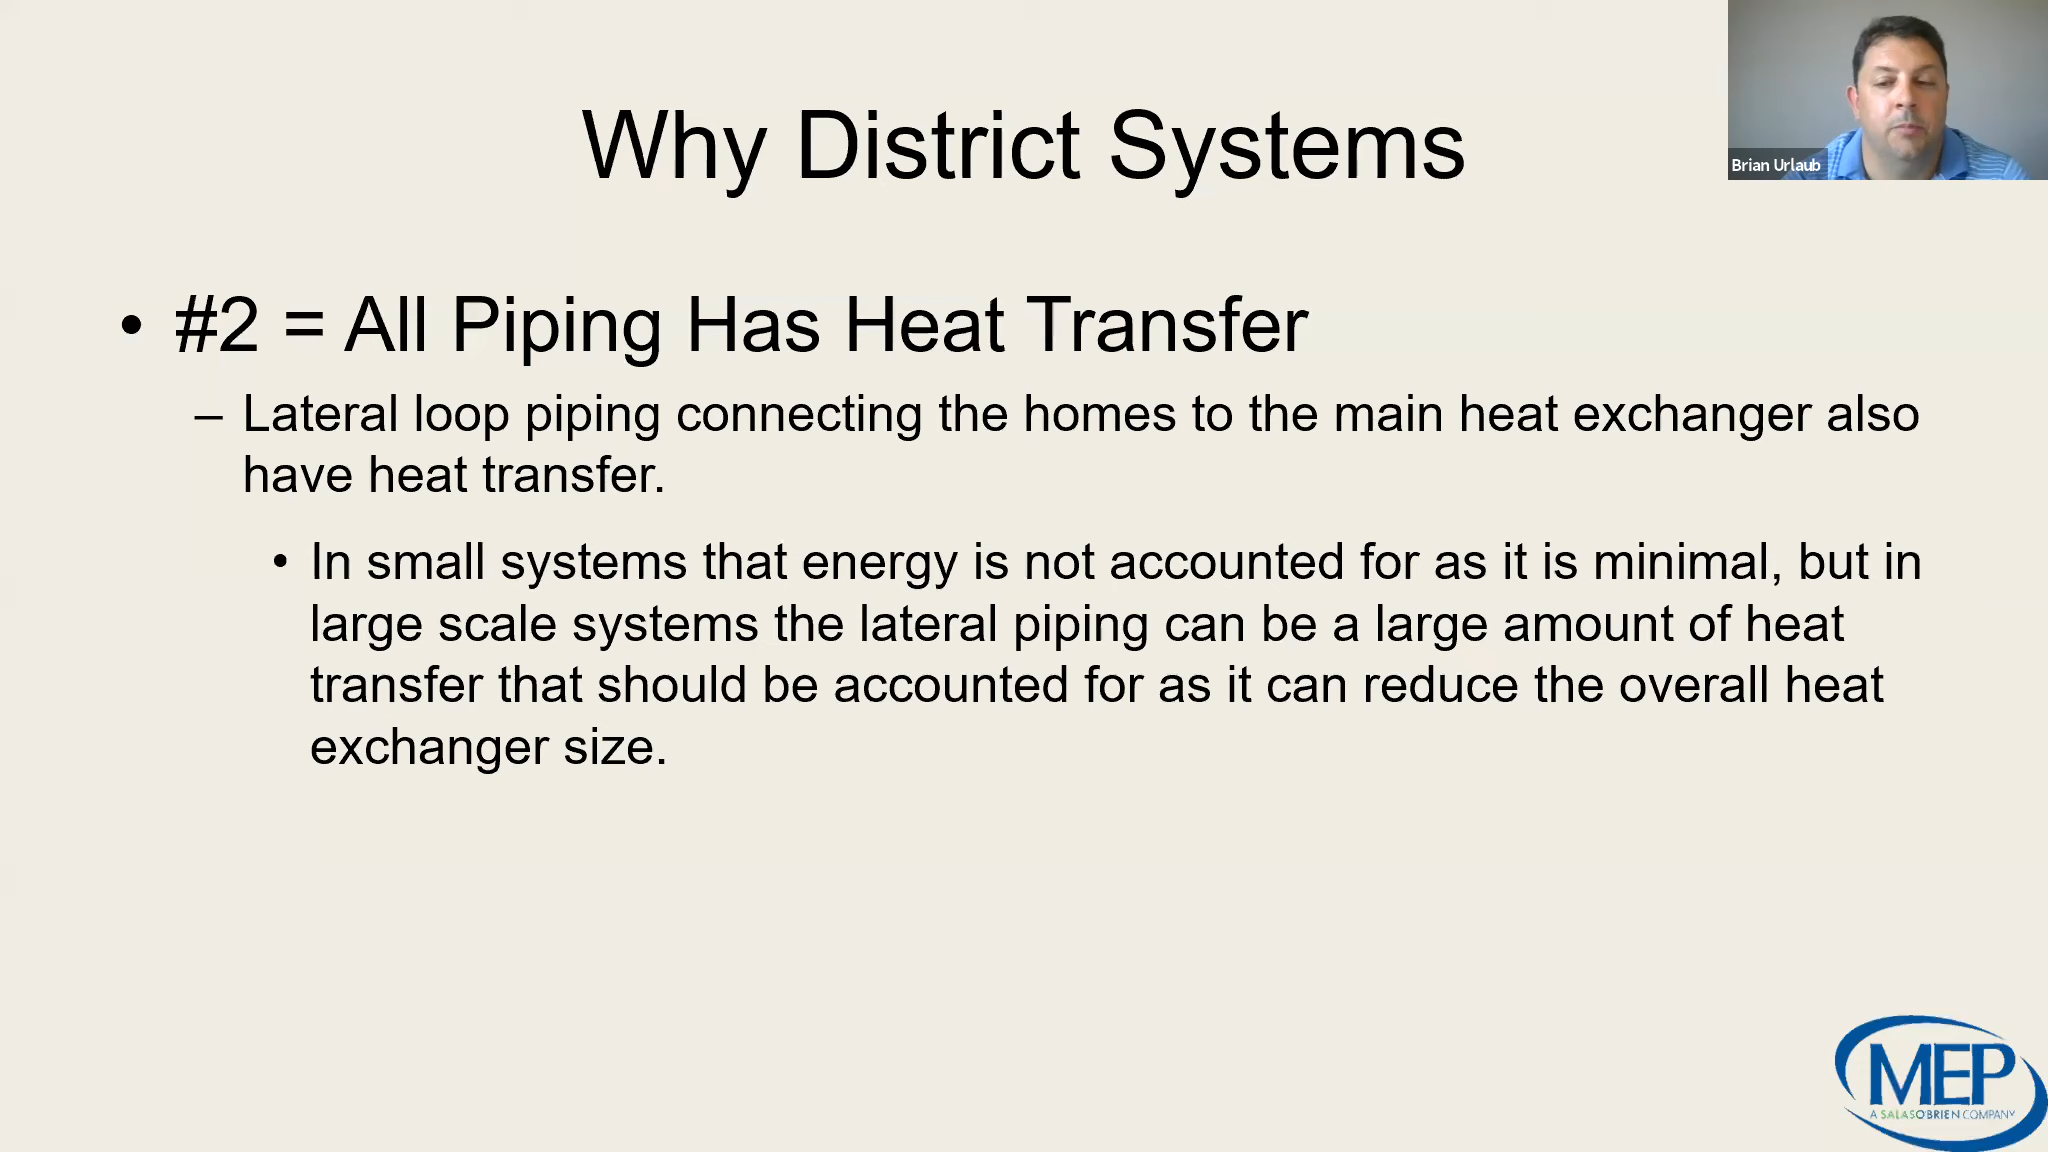 Why District Systems
Brian Urlaub
• #2 = All Piping Has Heat Transfer
– Lateral loop piping connecting the homes to the main heat exchanger also
have heat transfer.
• In small systems that energy is not accounted for as it is minimal, but in
large scale systems the lateral piping can be a large amount of heat
transfer that should be accounted for as it can reduce the overall heat
exchanger size.
MEP
A SALASO'BRIEN COMPANY